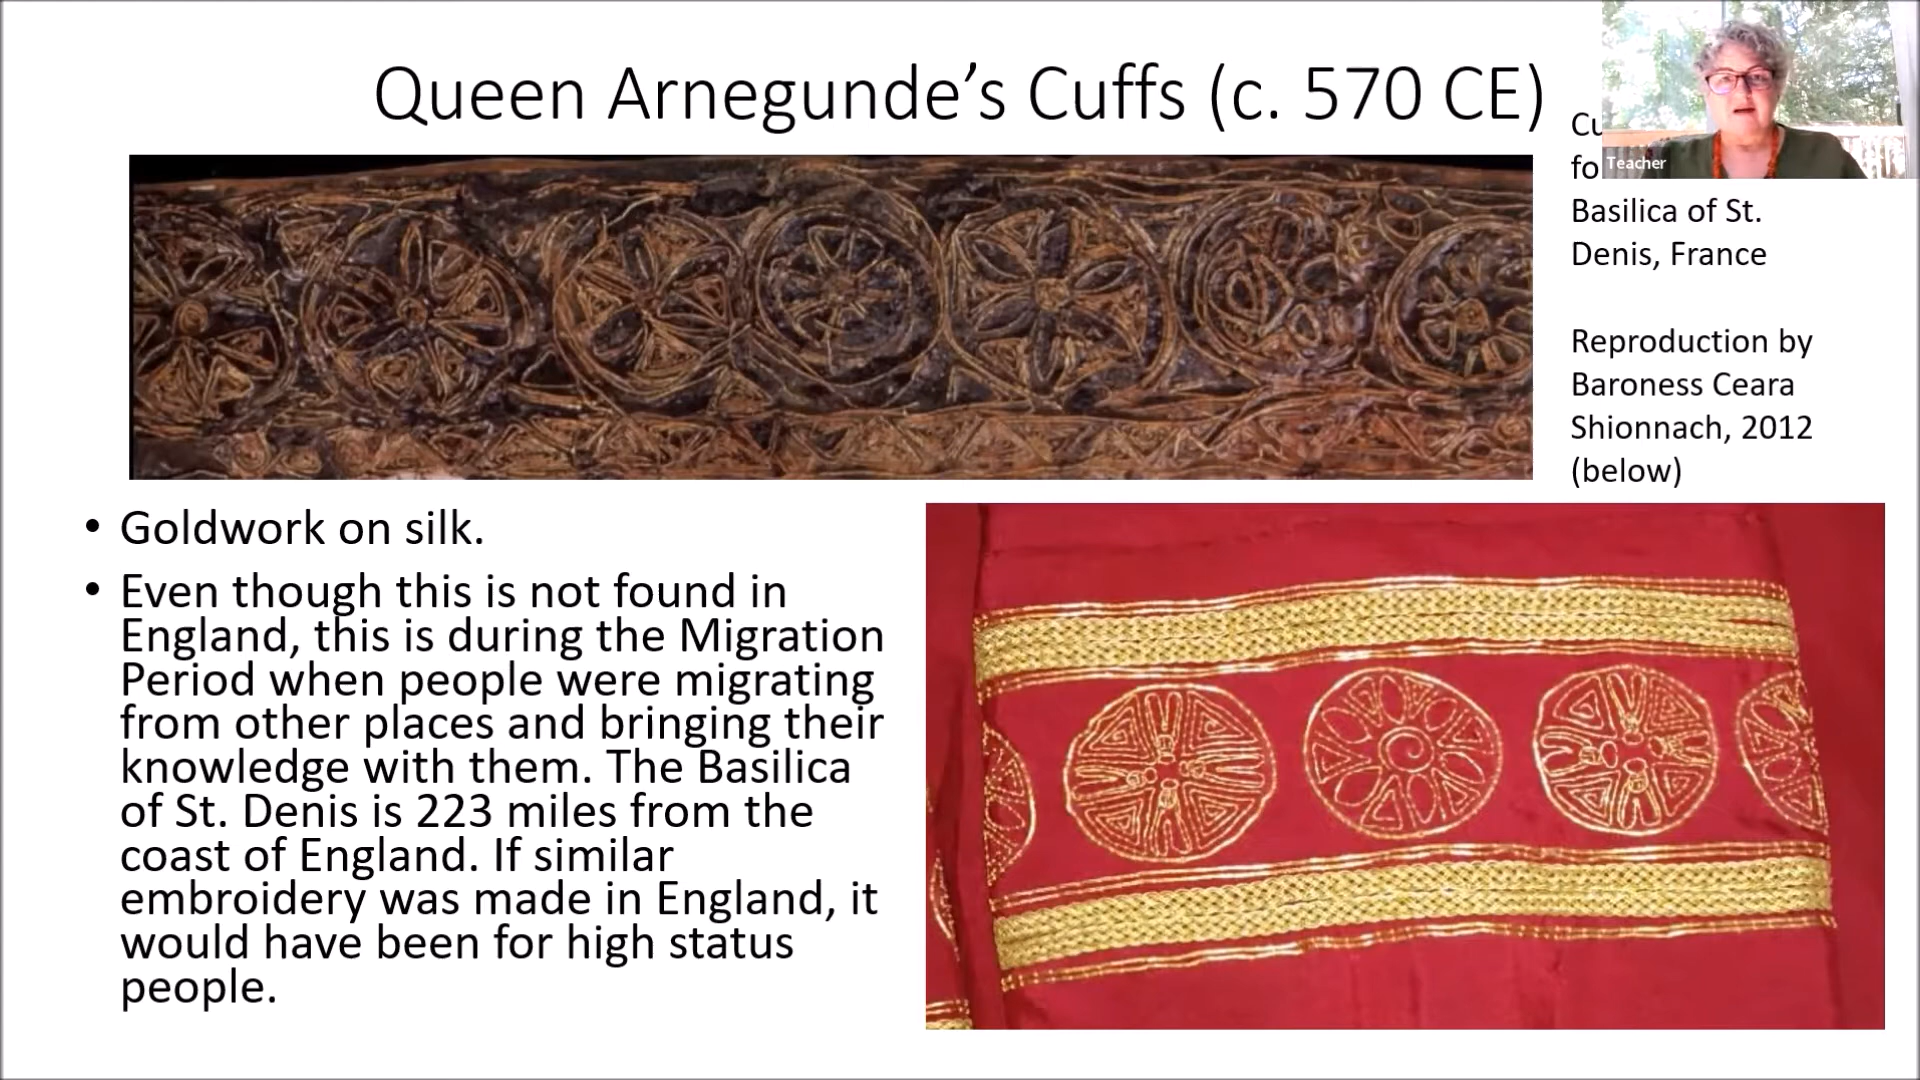 Queen Arnegunde’s Cuffs (c. 570 CE)
Teacher
Basilica of St.
Denis, France
Reproduction by
Baroness Ceara
Shionnach, 2012
(below)
• Goldwork on silk.
• Even though this is not found in
England, this is during the Migration
Period when people were migrating
from other places and bringing their
knowledge with them. The Basilica
of St. Denis is 223 miles from the
coast of England. If similar
embroidery was made in England, it
would have been for high status
people.